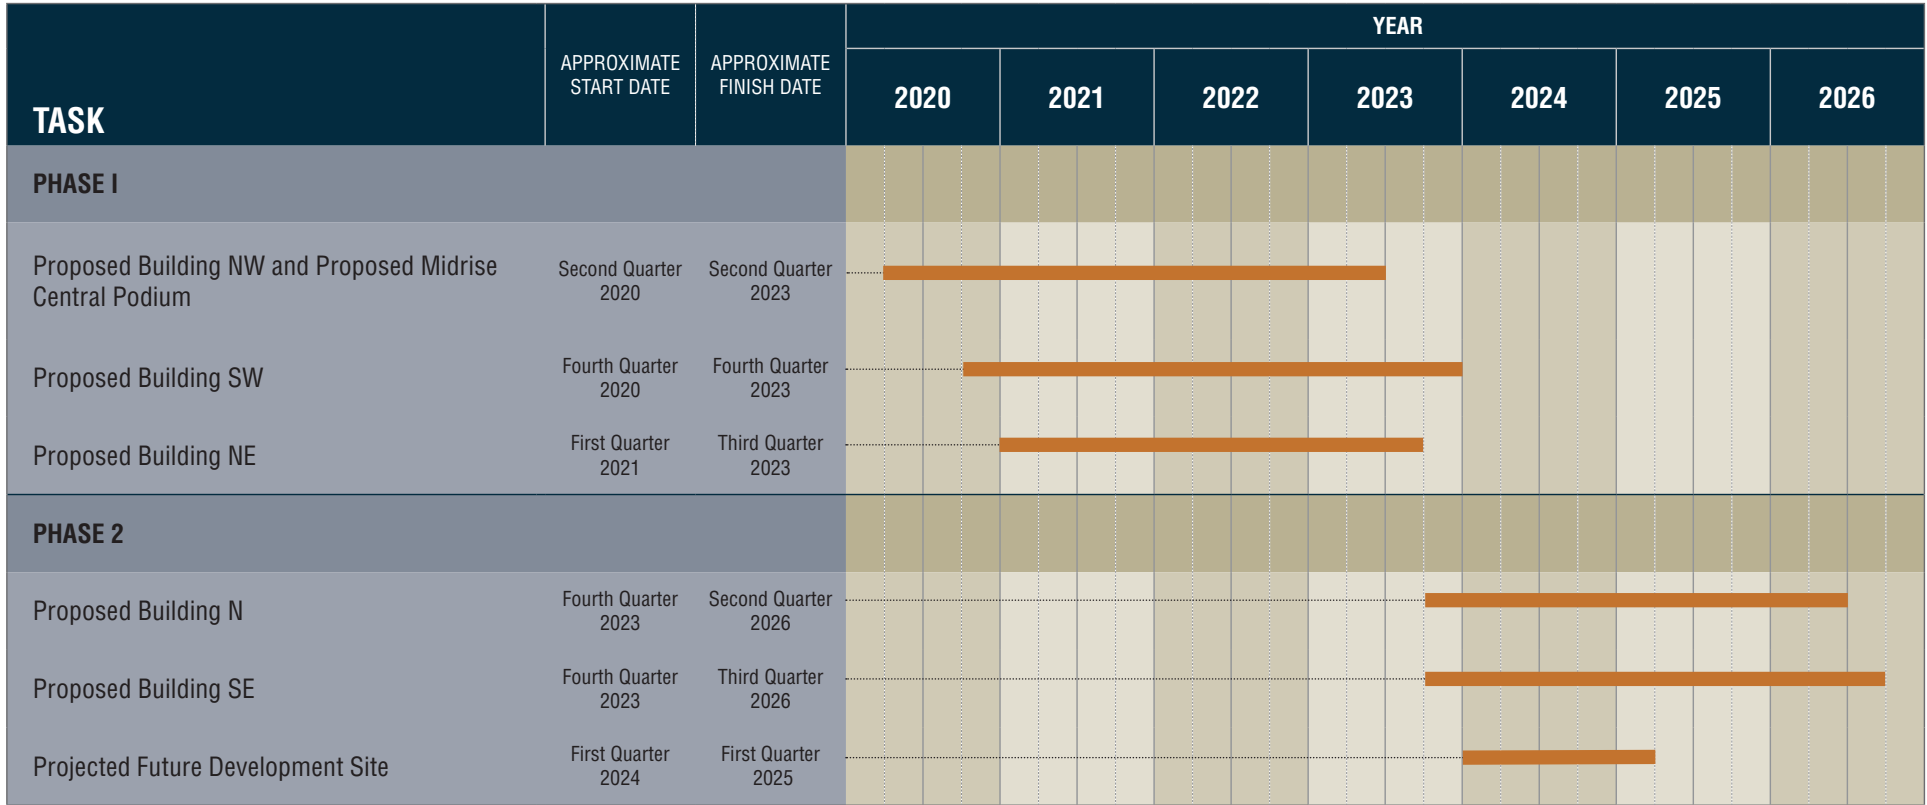 TASK
APPROXIMATE
START DATE
APPROXIMATE
FINISH DATE
YEAR
2020 2021 2022 2023 2024 2025 2026
PHASE I
Proposed Building NW and Proposed Midrise
Central Podium
Second Quarter
2020
Second Quarter
2023
Proposed Building SW
Fourth Quarter
2020
Fourth Quarter
2023
Proposed Building NE
First Quarter
2021
Third Quarter
2023
PHASE 2
Proposed Building N
Fourth Quarter
2023
Second Quarter
2026
Proposed Building SE
Fourth Quarter
2023
Third Quarter
2026
Projected Future Development Site
First Quarter
2024
First Quarter
2025